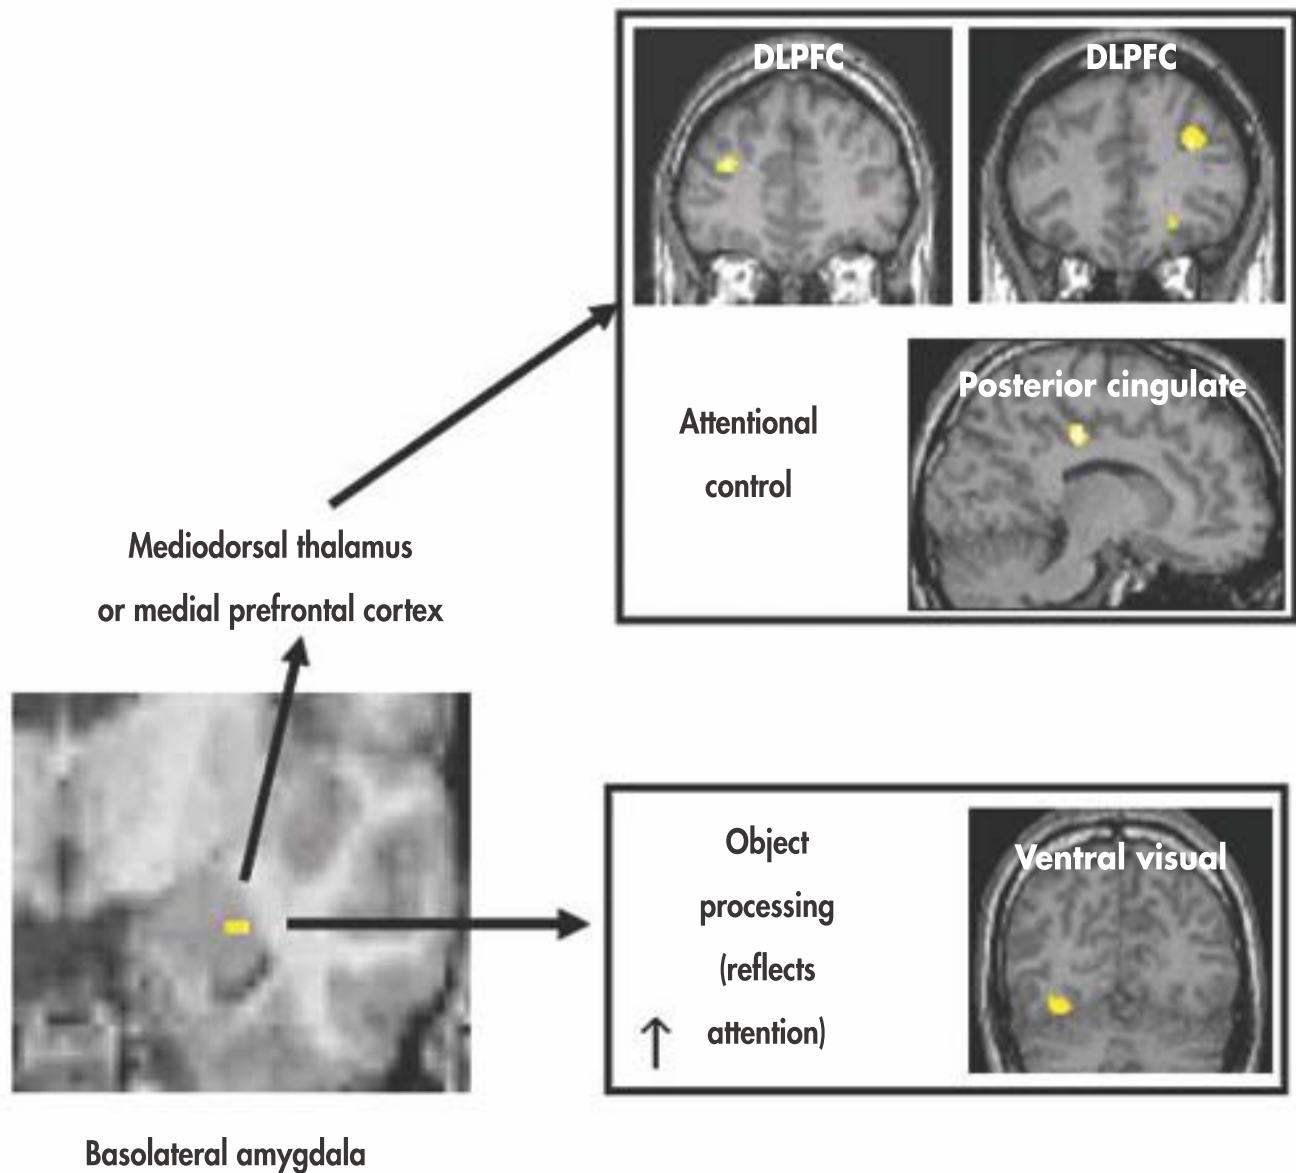 DLPFC
DLPFC
Posterior cingulate
Attentional
control
Mediodorsal thalamus
or medial prefrontal cortex
Object
processing
(reflects
↑ attention)
Ventral visual
Basolateral amygdala